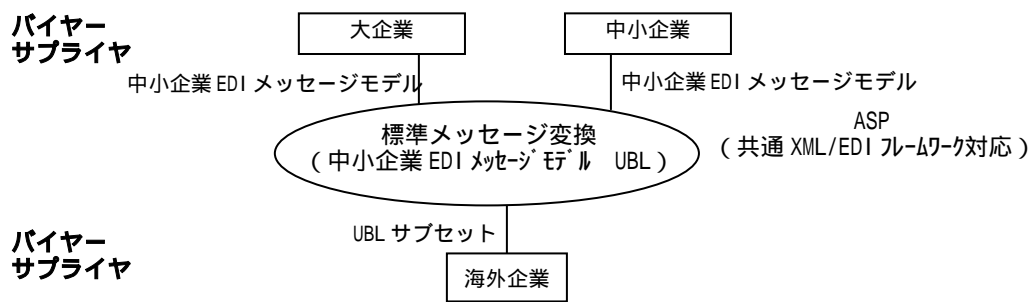 バイヤー
サプライヤ
大企業
中小企業
中小企業 EDI メッセージモデル
中小企業 EDI メッセージモデル
標準メッセージ変換
（中小企業 EDI ﾒｯｾｰｼﾞ ﾓﾃﾞﾙ　UBL）
ASP
（共通 XML/EDI ﾌﾚｰﾑﾜｰｸ対応）
UBL サブセット
バイヤー
サプライヤ
海外企業